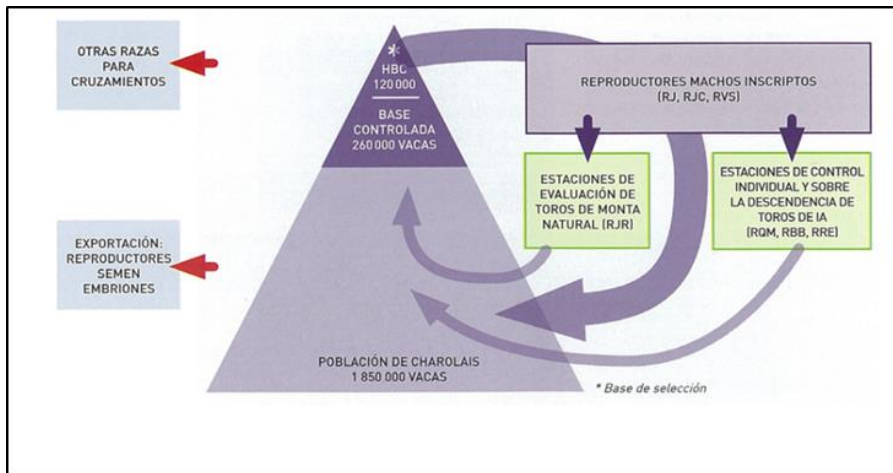 OTRAS RAZAS
PARA
CRUZAMIENTOS
*
HBC
120 000
BASE
CONTROLADA
260 000 VACAS
REPRODUCTORES MACHOS INSCRIPTOS
(RJ, RJC, RVS)
ESTACIONES DE
EVALUACIÓN DE
TOROS DE MONTA
NATURAL (RJR)
ESTACIONES DE CONTROL
INDIVIDUAL Y SOBRE
LA DESCENDENCIA DE
TOROS DE IA
(RQM, RBB, RRE)
EXPORTACIÓN:
REPRODUCTORES
SEMEN
EMBRIONES
POBLACIÓN DE CHAROLAIS
1 850 000 VACAS
* Base de selección